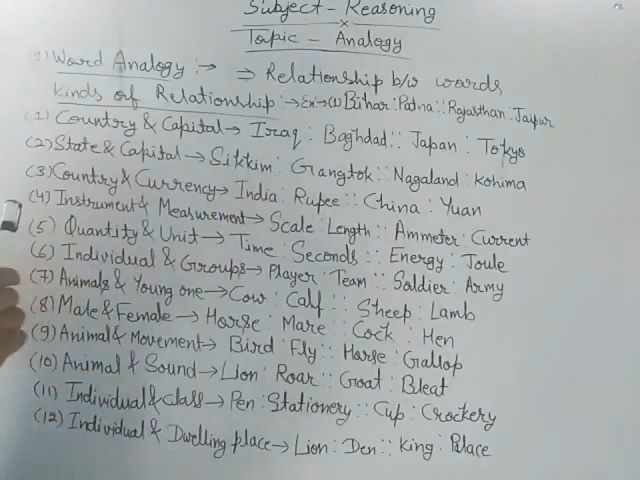 Subject - Reasoning
×
Topic - Analogy
(1) Word Analogy :→ ⇒ Relationship b/w words
Kinds of Relationship :→ Ex→(1) Bihar : Patna :: Rajasthan : Jaipur
(1) Country & Capital → Iraq : Baghdad :: Japan : Tokyo
(2) State & Capital → Sikkim : Gangtok :: Nagaland : Kohima
(3) Country & Currency → India : Rupee :: China : Yuan
(4) Instrument & Measurement → Scale : Length :: Ammeter : Current
(5) Quantity & Unit → Time : Seconds :: Energy : Joule
(6) Individual & Groups → Player : Team :: Soldier : Army
(7) Animals & Young one → Cow : Calf :: Sheep : Lamb
(8) Male & Female → Horse : Mare :: Cock : Hen
(9) Animal & Movement → Bird : Fly :: Horse : Gallop
(10) Animal & Sound → Lion : Roar :: Goat : Bleat
(11) Individual & class → Pen : Stationery :: Cup : Crockery
(12) Individual & Dwelling place → Lion : Den :: King : Palace